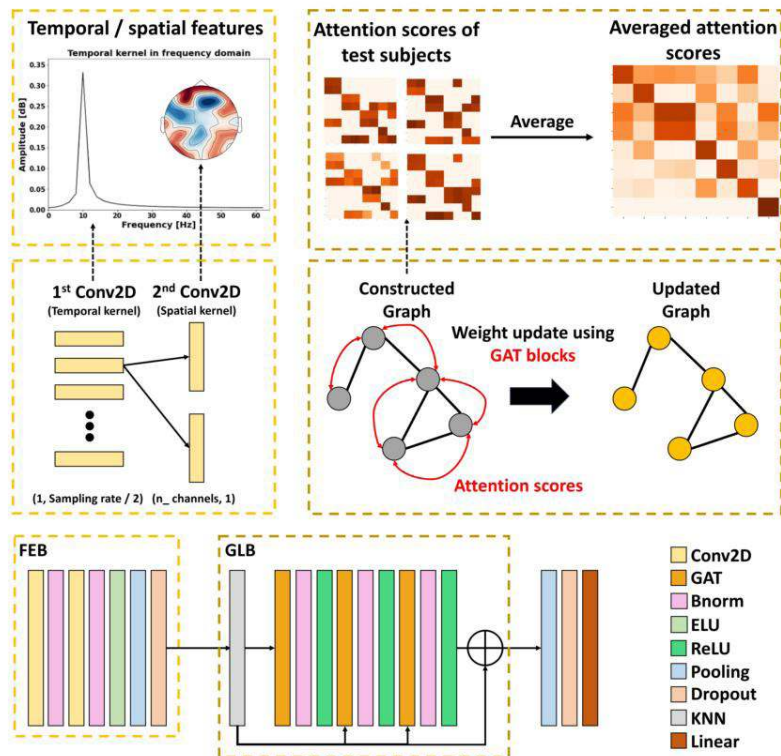 Temporal / spatial features
Temporal kernel in frequency domain
Amplitude [dB]
0.35
0.30
0.25
0.20
0.15
0.10
0.05
0.00
0 10 20 30 40 50 60
Frequency [Hz]
Attention scores of
test subjects
Average
Averaged attention
scores
1st Conv2D
(Temporal kernel)
2nd Conv2D
(Spatial kernel)
(1, Sampling rate / 2)
(n_ channels, 1)
Constructed
Graph
Weight update using
GAT blocks
Updated
Graph
Attention scores
FEB
GLB
Conv2D
GAT
Bnorm
ELU
ReLU
Pooling
Dropout
KNN
Linear